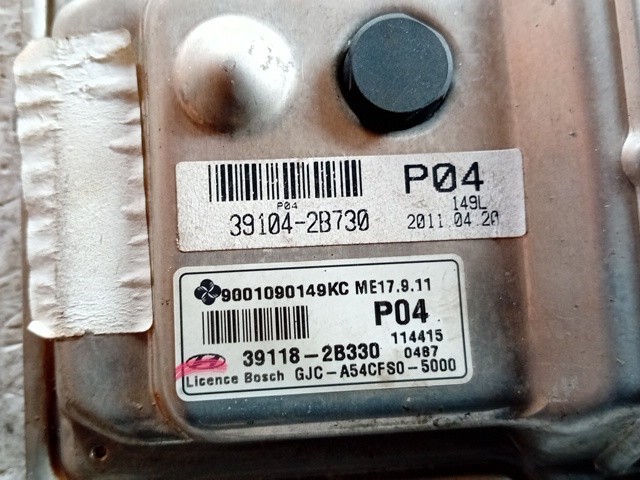 P04
P04
149L
39104-2B730
2011.04.20
9001090149KC ME17.9.11
P04
114415
39118-2B330 0487
Licence Bosch GJC-A54CFS0-5000